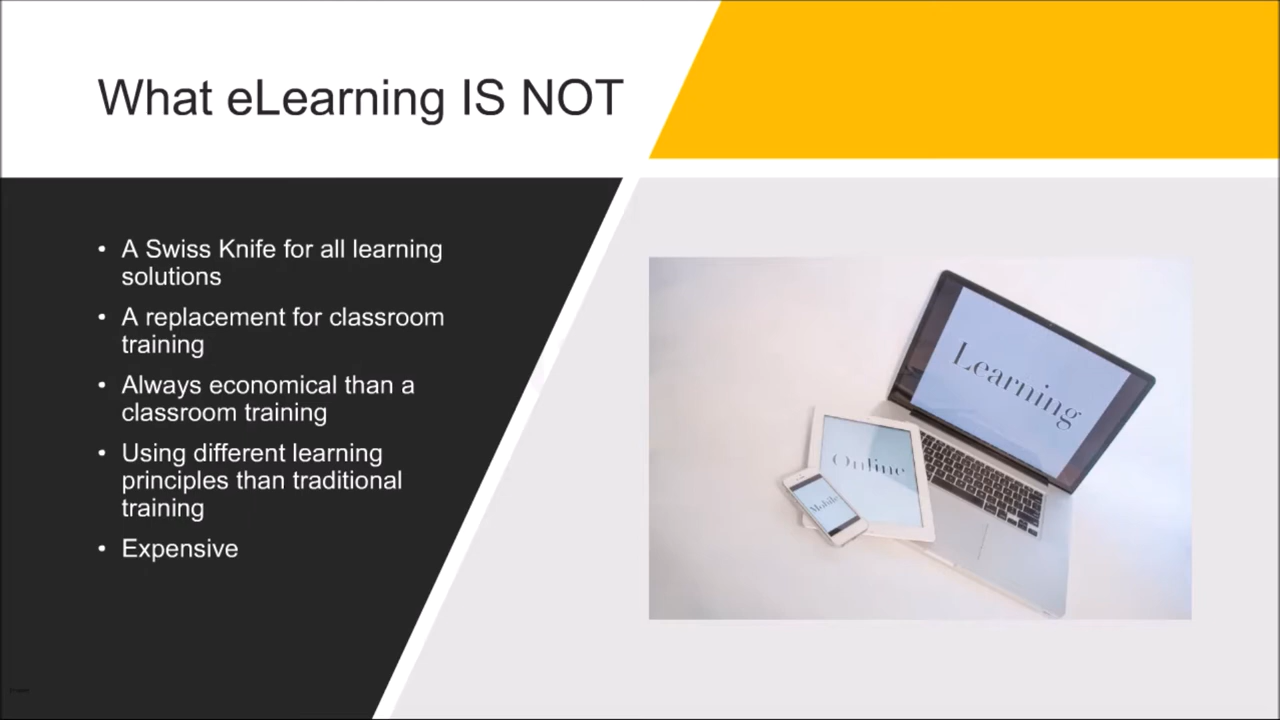 What eLearning IS NOT
• A Swiss Knife for all learning
solutions
• A replacement for classroom
training
• Always economical than a
classroom training
• Using different learning
principles than traditional
training
• Expensive
Learning
Online
Mobile